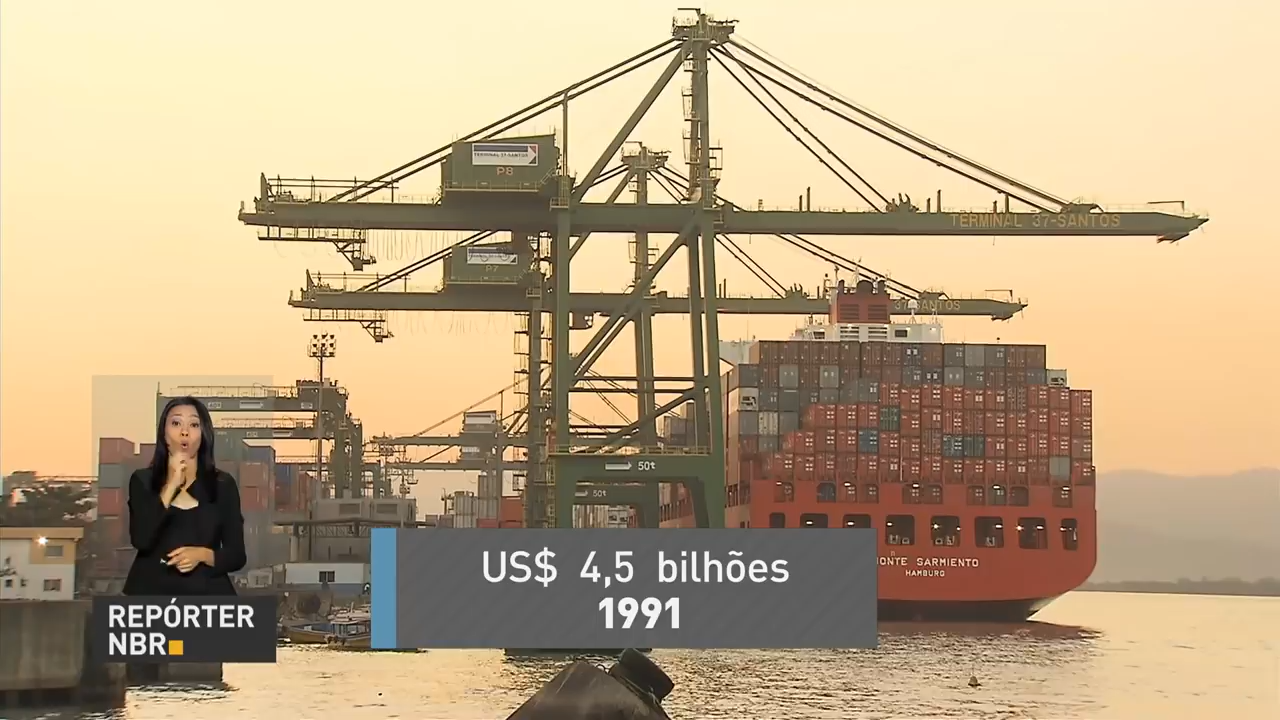 TERMINAL 37-SANTOS
P8
TERMINAL 37-SANTOS
P7
37-SANTOS
50t
50t
MONTE SARMIENTO
HAMBURG
US$ 4,5 bilhões
1991
REPÓRTER
NBR